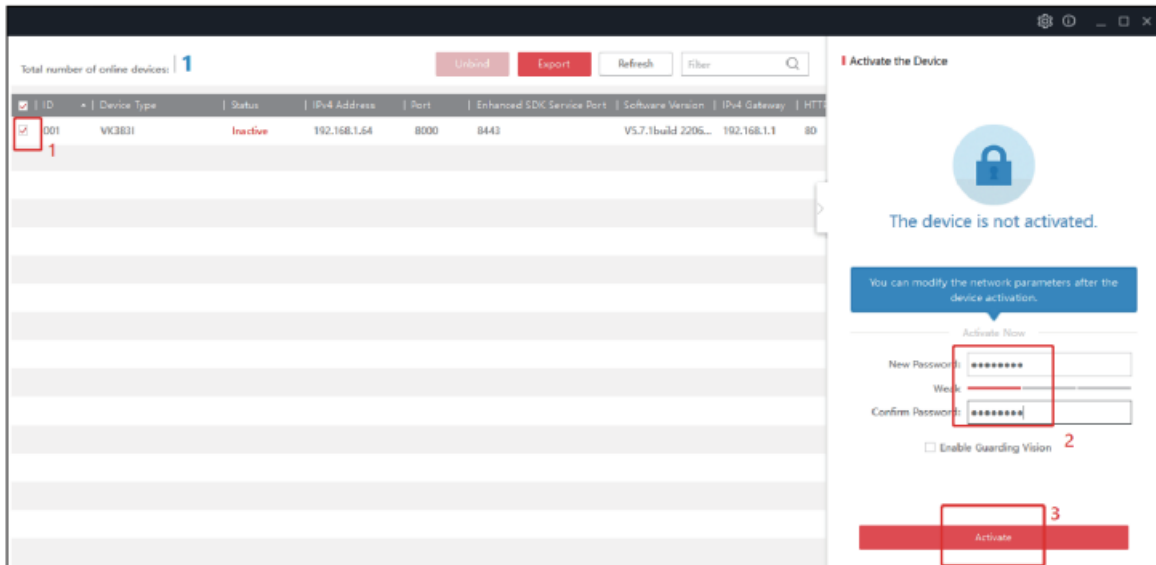 Total number of online devices: 1
Unbind
Export
Refresh
Filter
ID
Device Type
Status
IPv4 Address
Port
Enhanced SDK Service Port
Software Version
IPv4 Gateway
HTTP
001
VK383I
Inactive
192.168.1.64
8000
8443
V5.7.1build 2206...
192.168.1.1
80
1
Activate the Device
The device is not activated.
You can modify the network parameters after the
device activation.
Activate Now
New Password: ●●●●●●●●
Weak
Confirm Password: ●●●●●●●●
2
Enable Guarding Vision
3
Activate